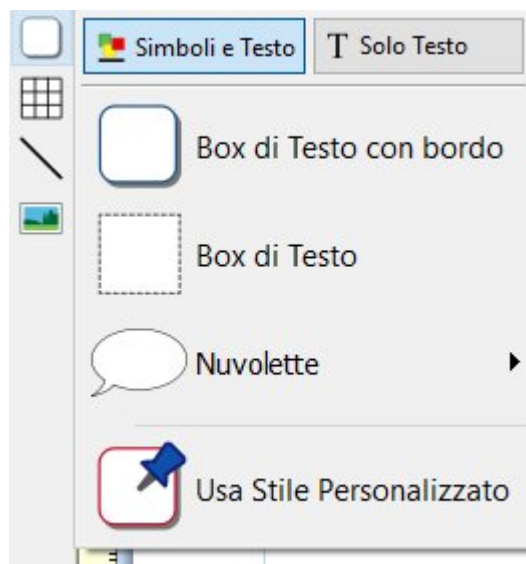 Simboli e Testo
T Solo Testo
Box di Testo con bordo
Box di Testo
Nuvolette
Usa Stile Personalizzato